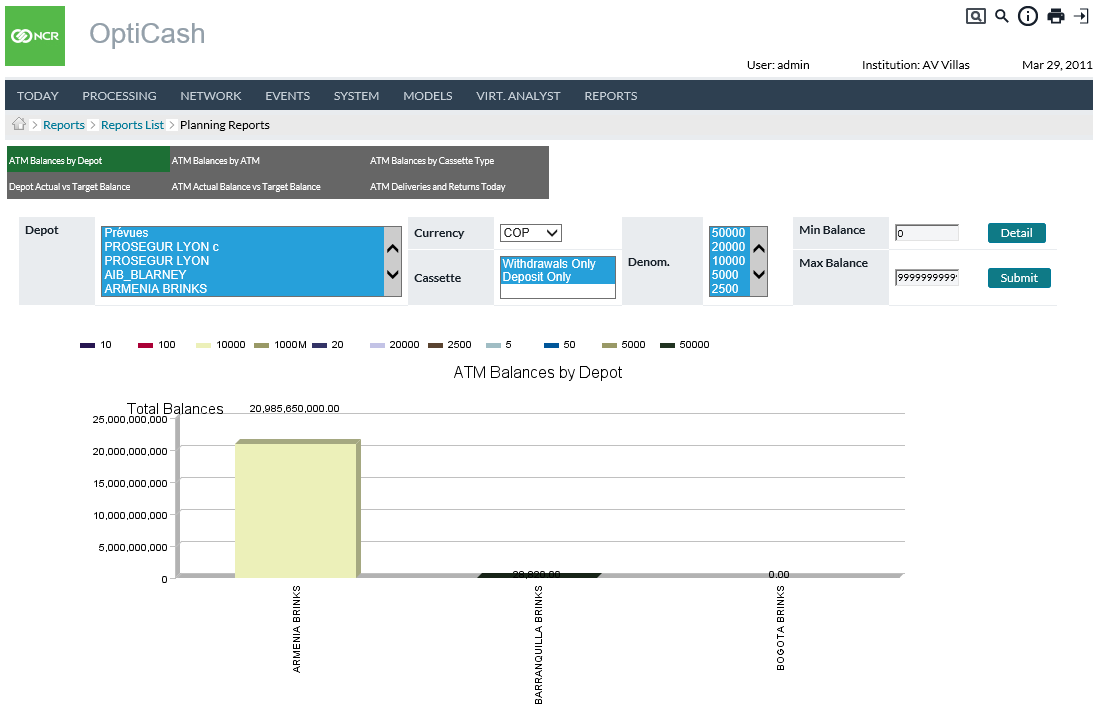 NCR
OptiCash
User: admin
Institution: AV Villas
Mar 29, 2011
TODAY
PROCESSING
NETWORK
EVENTS
SYSTEM
MODELS
VIRT. ANALYST
REPORTS
Reports
Reports List
Planning Reports
ATM Balances by Depot
ATM Balances by ATM
ATM Balances by Cassette Type
Depot Actual vs Target Balance
ATM Actual Balance vs Target Balance
ATM Deliveries and Returns Today
Depot
Prévues
PROSEGUR LYON c
PROSEGUR LYON
AIB_BLARNEY
ARMENIA BRINKS
Currency
COP
Cassette
Withdrawals Only
Deposit Only
Denom.
50000
20000
10000
5000
2500
Min Balance
0
Detail
Max Balance
9999999999
Submit
10
100
10000
1000M
20
20000
2500
5
50
5000
50000
ATM Balances by Depot
Total Balances
20,985,650,000.00
25,000,000,000
20,000,000,000
15,000,000,000
10,000,000,000
5,000,000,000
0
0.00
ARMENIA BRINKS
BARRANQUILLA BRINKS
BOGOTA BRINKS